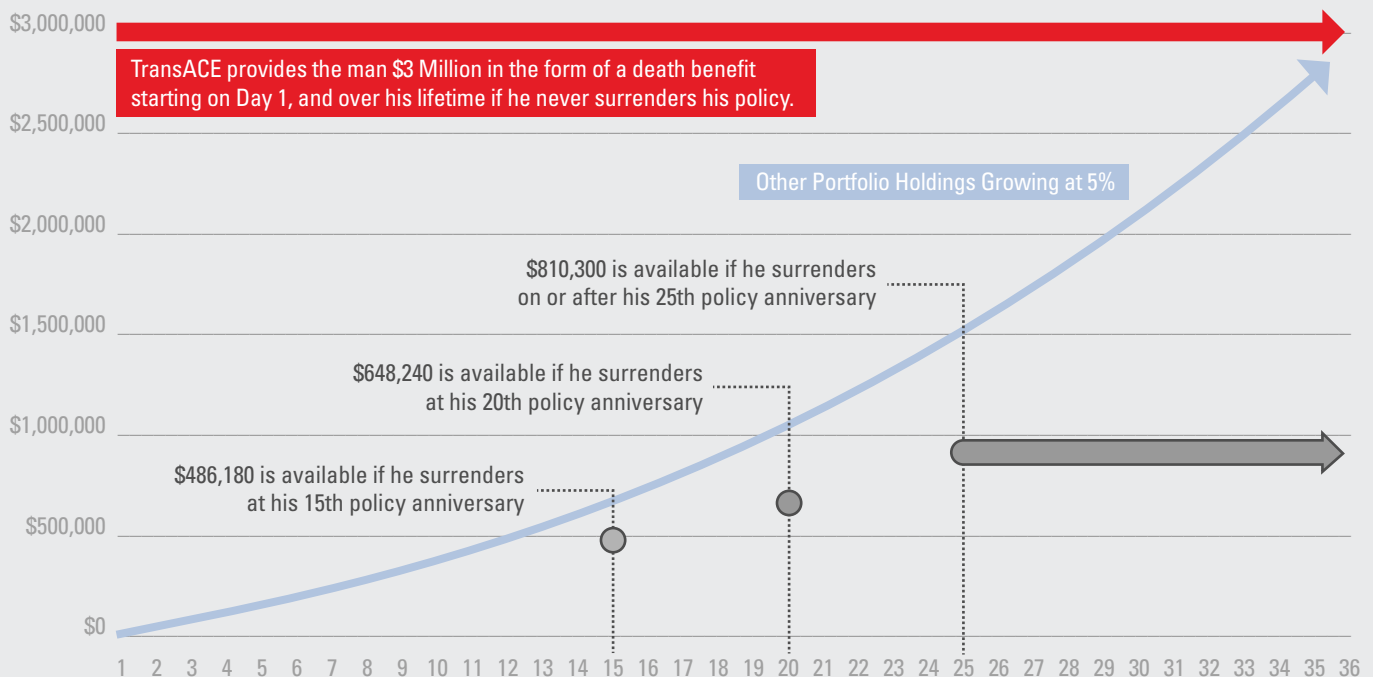 $3,000,000
TransACE provides the man $3 Million in the form of a death benefit
starting on Day 1, and over his lifetime if he never surrenders his policy.
$2,500,000
Other Portfolio Holdings Growing at 5%
$2,000,000
$810,300 is available if he surrenders
on or after his 25th policy anniversary
$1,500,000
$648,240 is available if he surrenders
at his 20th policy anniversary
$1,000,000
$486,180 is available if he surrenders
at his 15th policy anniversary
$500,000
$0
1 2 3 4 5 6 7 8 9 10 11 12 13 14 15 16 17 18 19 20 21 22 23 24 25 26 27 28 29 30 31 32 33 34 35 36